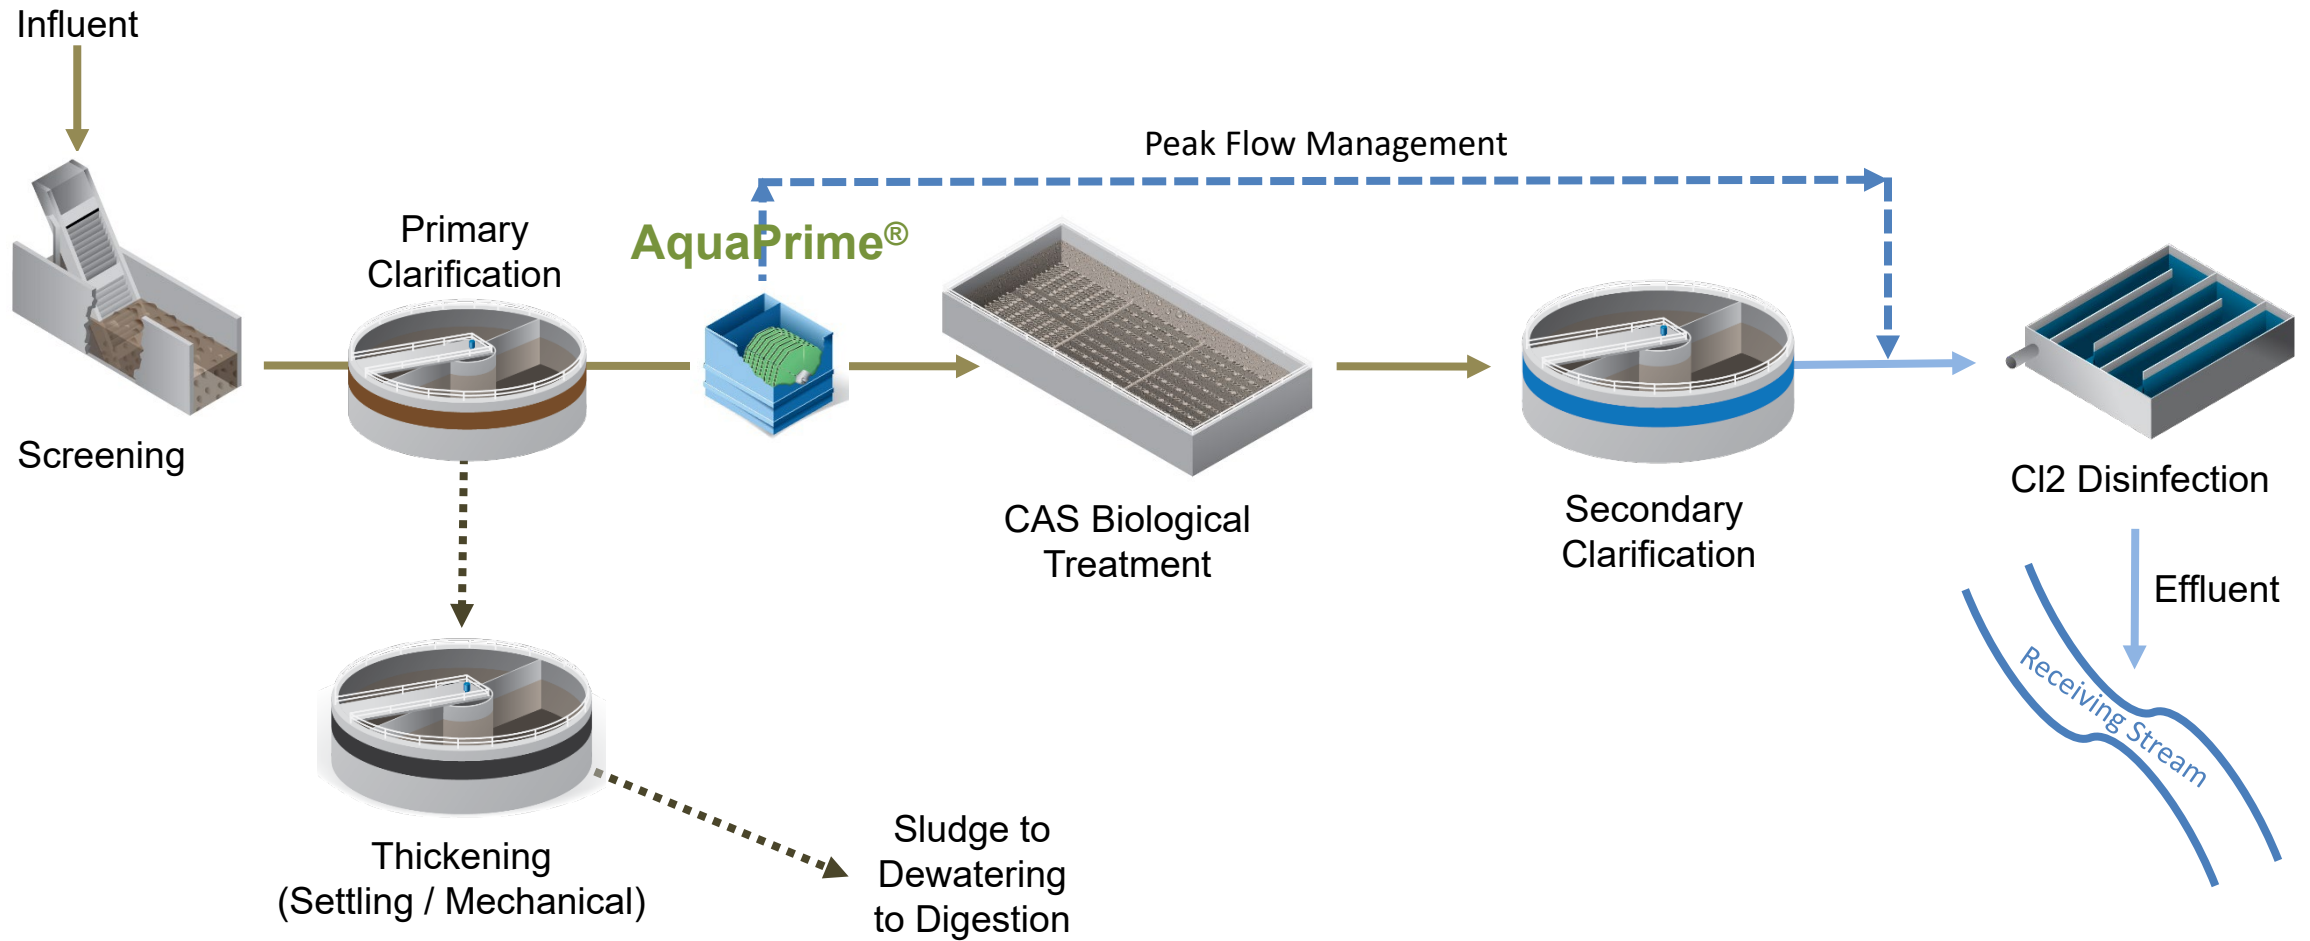 Influent
Screening
Primary
Clarification
AquaPrime®
Peak Flow Management
CAS Biological
Treatment
Secondary
Clarification
Cl2 Disinfection
Effluent
Receiving Stream
Thickening
(Settling / Mechanical)
Sludge to
Dewatering
to Digestion